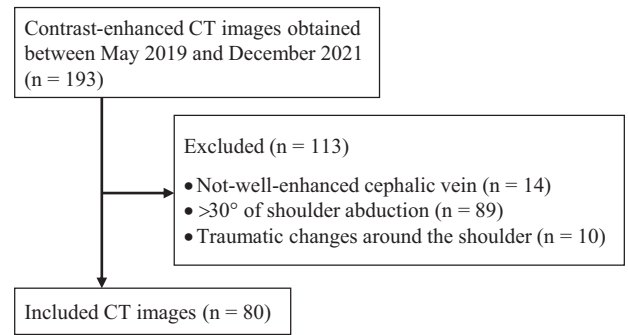 Contrast-enhanced CT images obtained
between May 2019 and December 2021
(n = 193)
Excluded (n = 113)
• Not-well-enhanced cephalic vein (n = 14)
• >30° of shoulder abduction (n = 89)
• Traumatic changes around the shoulder (n = 10)
Included CT images (n = 80)